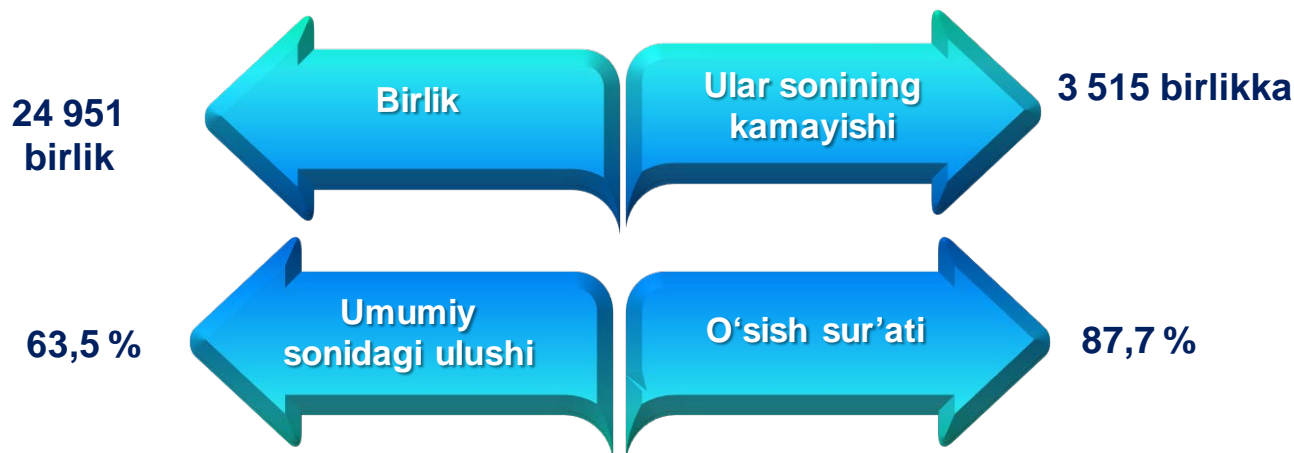 24 951
birlik
Birlik
Ular sonining
kamayishi
3 515 birlikka
63,5 %
Umumiy
sonidagi ulushi
O‘sish sur’ati
87,7 %